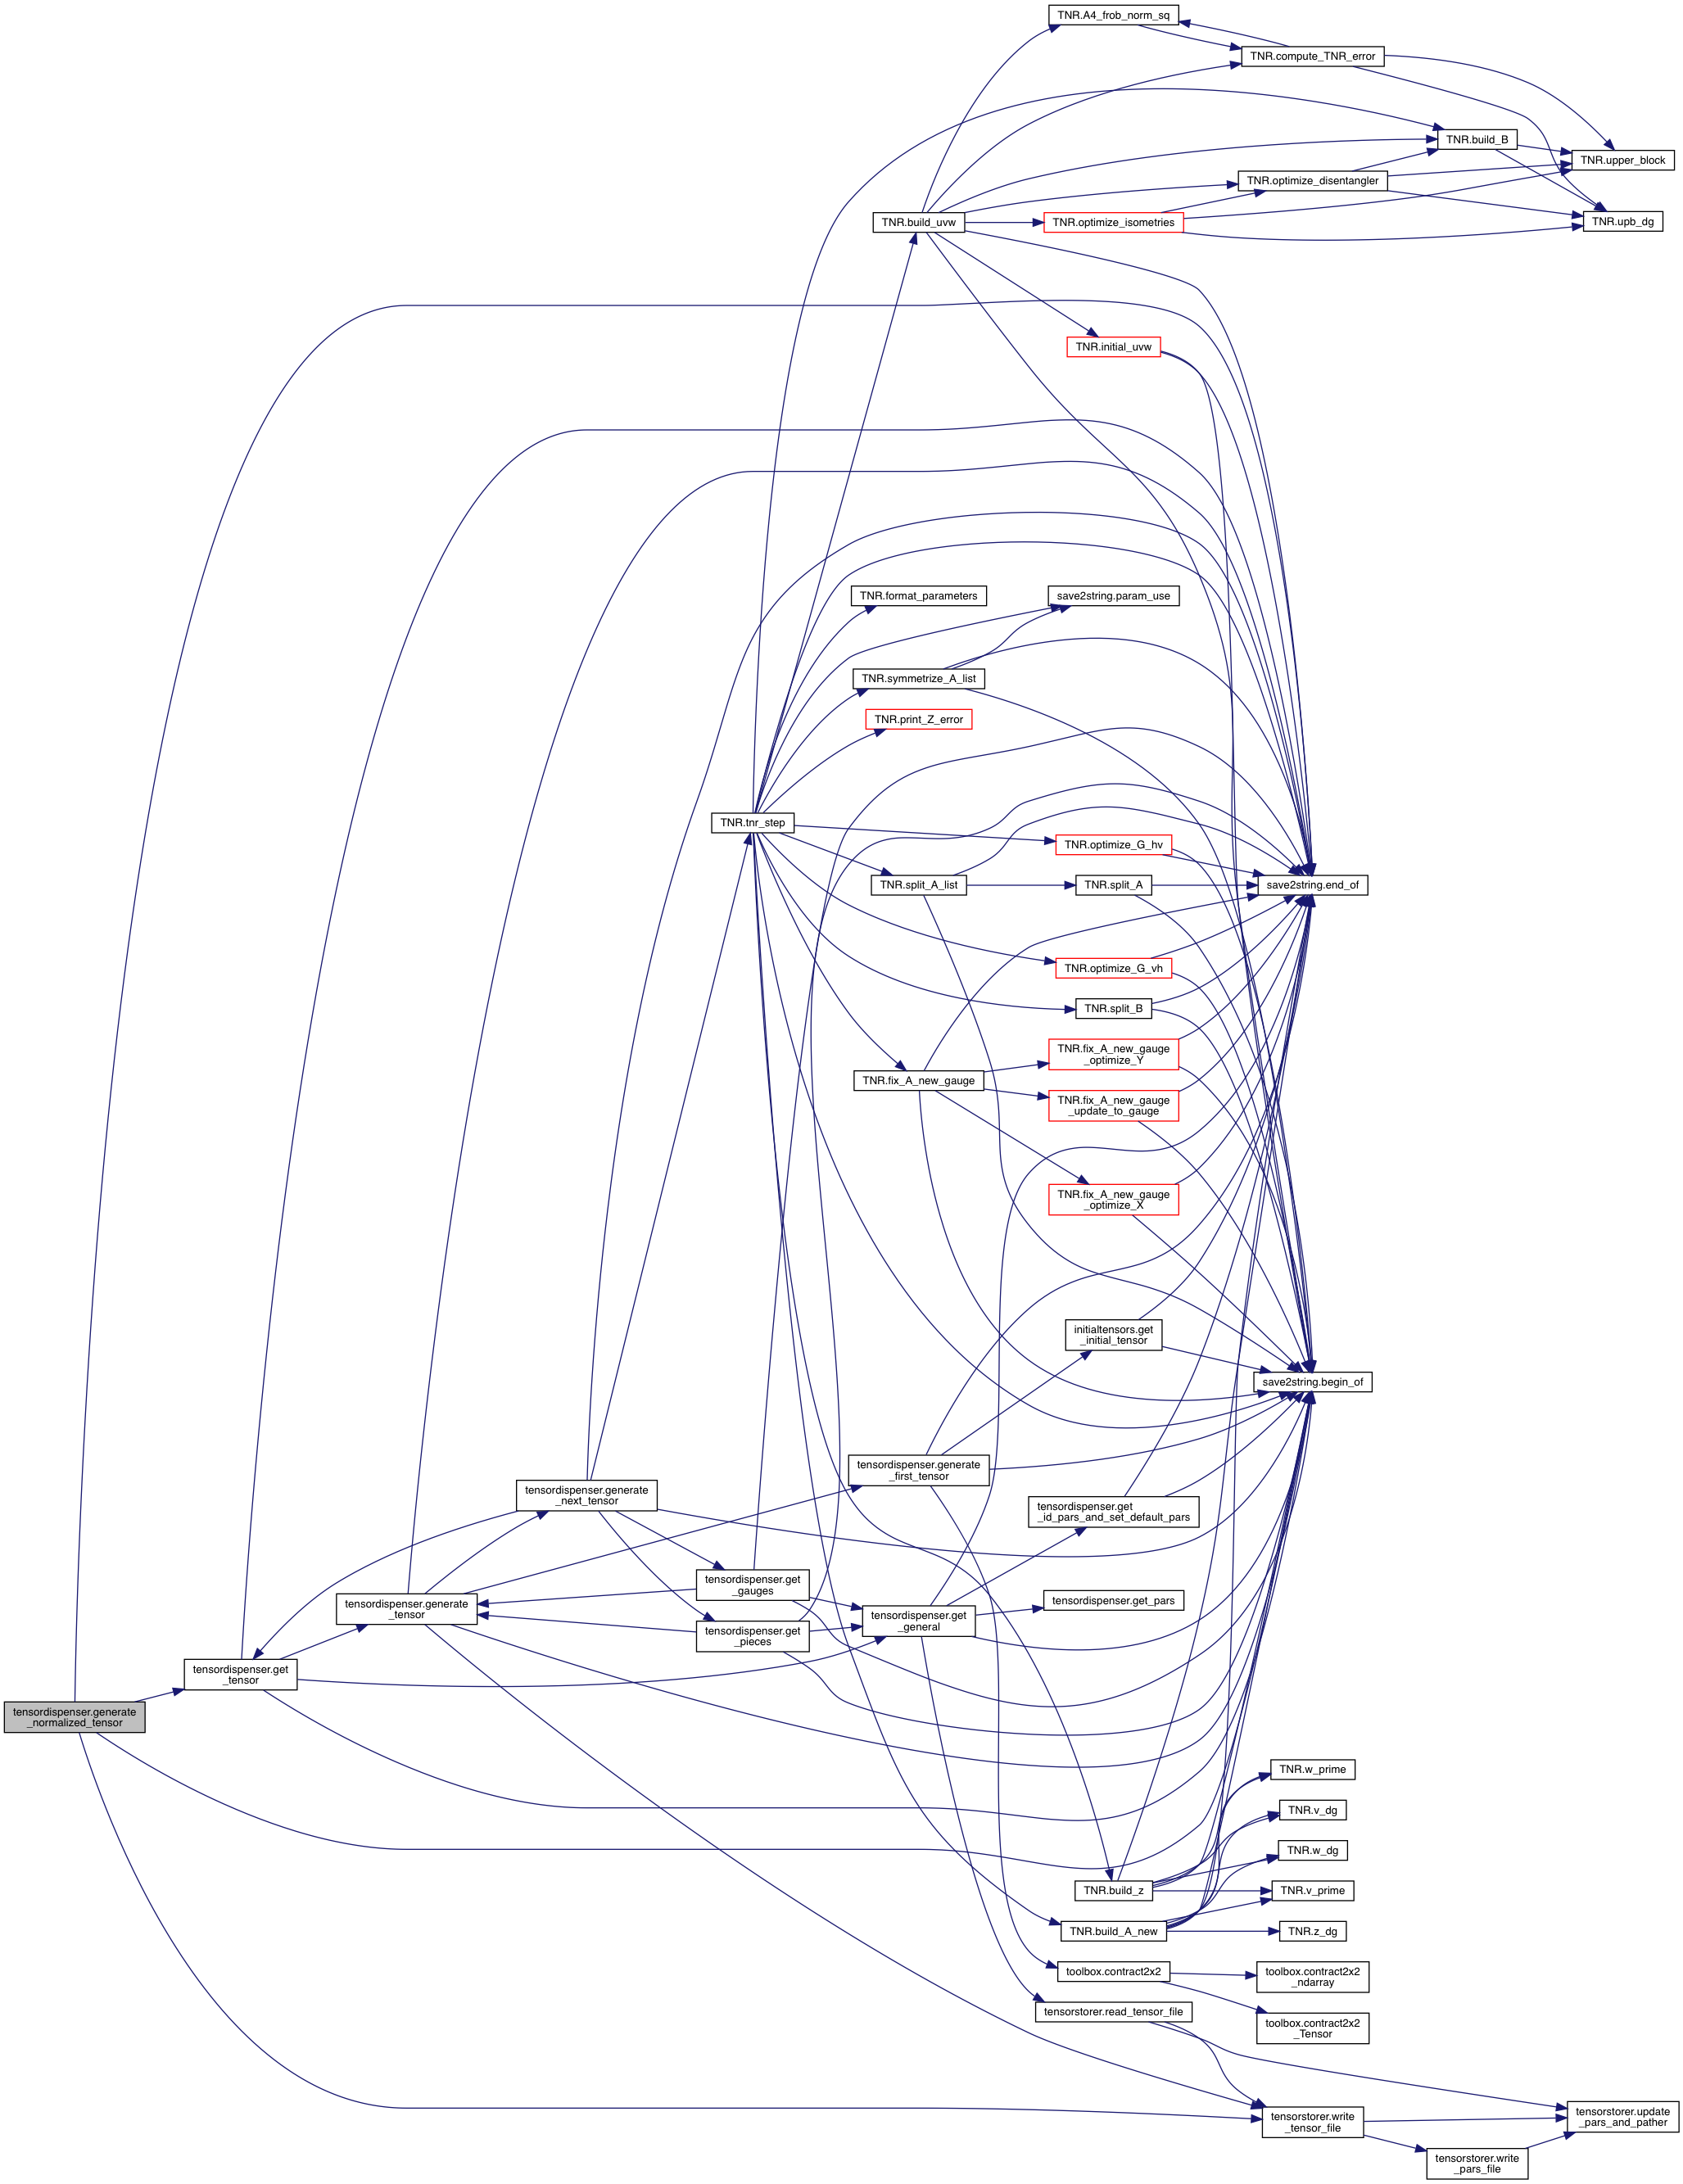 TNR.A4_frob_norm_sq
TNR.compute_TNR_error
TNR.build_B
TNR.upper_block
TNR.optimize_disentangler
TNR.build_uvw
TNR.optimize_isometries
TNR.upb_dg
TNR.initial_uvw
TNR.format_parameters
save2string.param_use
TNR.symmetrize_A_list
TNR.print_Z_error
TNR.tnr_step
TNR.optimize_G_hv
TNR.split_A_list
TNR.split_A
save2string.end_of
TNR.optimize_G_vh
TNR.split_B
TNR.fix_A_new_gauge
_optimize_Y
TNR.fix_A_new_gauge
TNR.fix_A_new_gauge
_update_to_gauge
TNR.fix_A_new_gauge
_optimize_X
initialtensors.get
_initial_tensor
save2string.begin_of
tensordispenser.generate
_first_tensor
tensordispenser.generate
_next_tensor
tensordispenser.get
_id_pars_and_set_default_pars
tensordispenser.get
_gauges
tensordispenser.generate
_tensor
tensordispenser.get_pars
tensordispenser.get
_general
tensordispenser.get
_pieces
tensordispenser.get
_tensor
tensordispenser.generate
_normalized_tensor
TNR.w_prime
TNR.v_dg
TNR.w_dg
TNR.build_z
TNR.v_prime
TNR.build_A_new
TNR.z_dg
toolbox.contract2x2
toolbox.contract2x2
_ndarray
tensorstorer.read_tensor_file
toolbox.contract2x2
_Tensor
tensorstorer.write
_tensor_file
tensorstorer.update
_pars_and_pather
tensorstorer.write
_pars_file